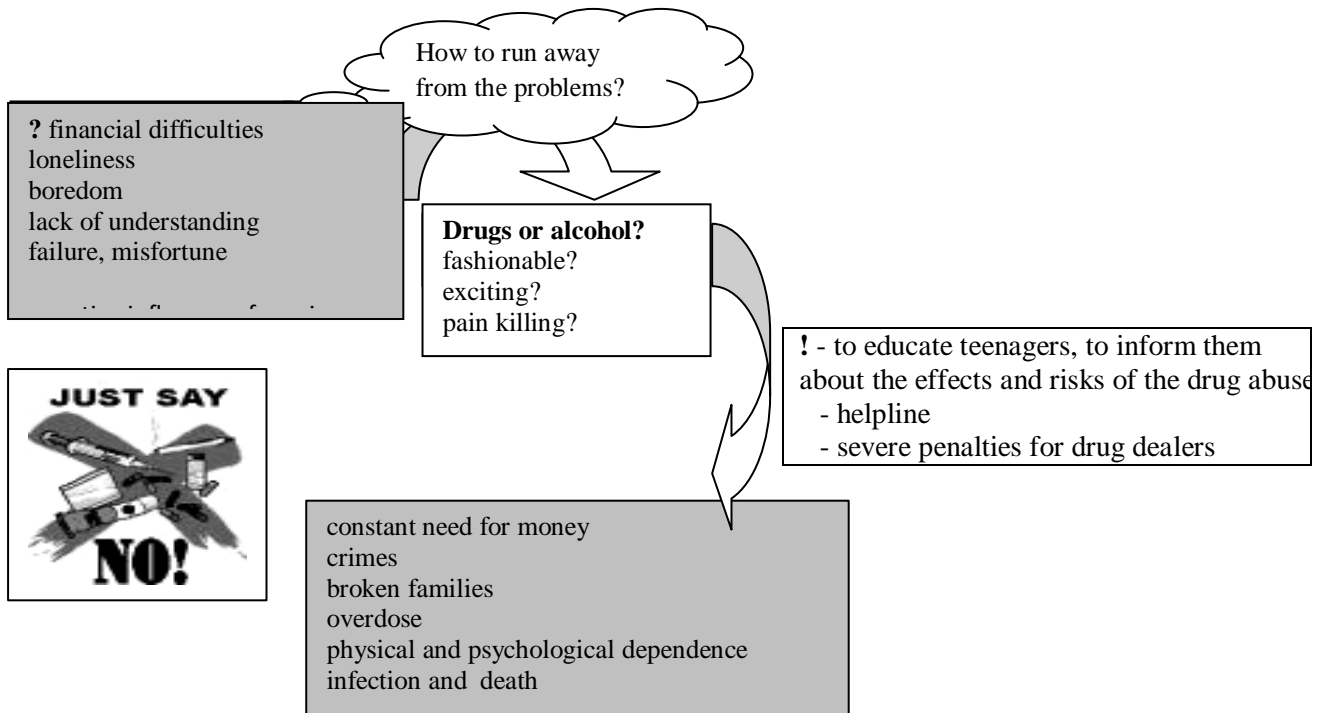 How to run away
from the problems?
? financial difficulties
loneliness
boredom
lack of understanding
failure, misfortune
Drugs or alcohol?
fashionable?
exciting?
pain killing?
! - to educate teenagers, to inform them
about the effects and risks of the drug abuse
- helpline
- severe penalties for drug dealers
JUST SAY
NO!
constant need for money
crimes
broken families
overdose
physical and psychological dependence
infection and death